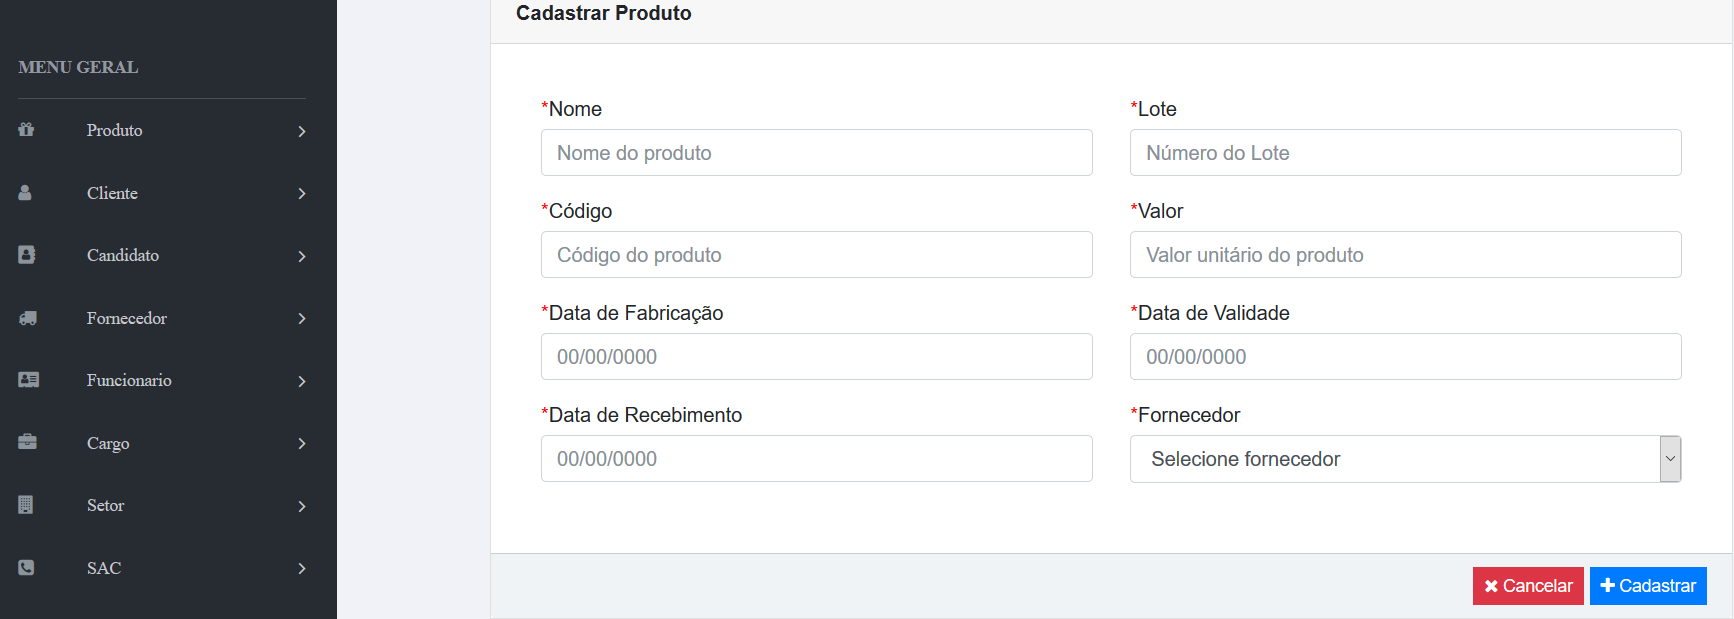 MENU GERAL
Produto
Cliente
Candidato
Fornecedor
Funcionario
Cargo
Setor
SAC
Cadastrar Produto
*Nome
Nome do produto
*Lote
Número do Lote
*Código
Código do produto
*Valor
Valor unitário do produto
*Data de Fabricação
00/00/0000
*Data de Validade
00/00/0000
*Data de Recebimento
00/00/0000
*Fornecedor
Selecione fornecedor
Cancelar
Cadastrar